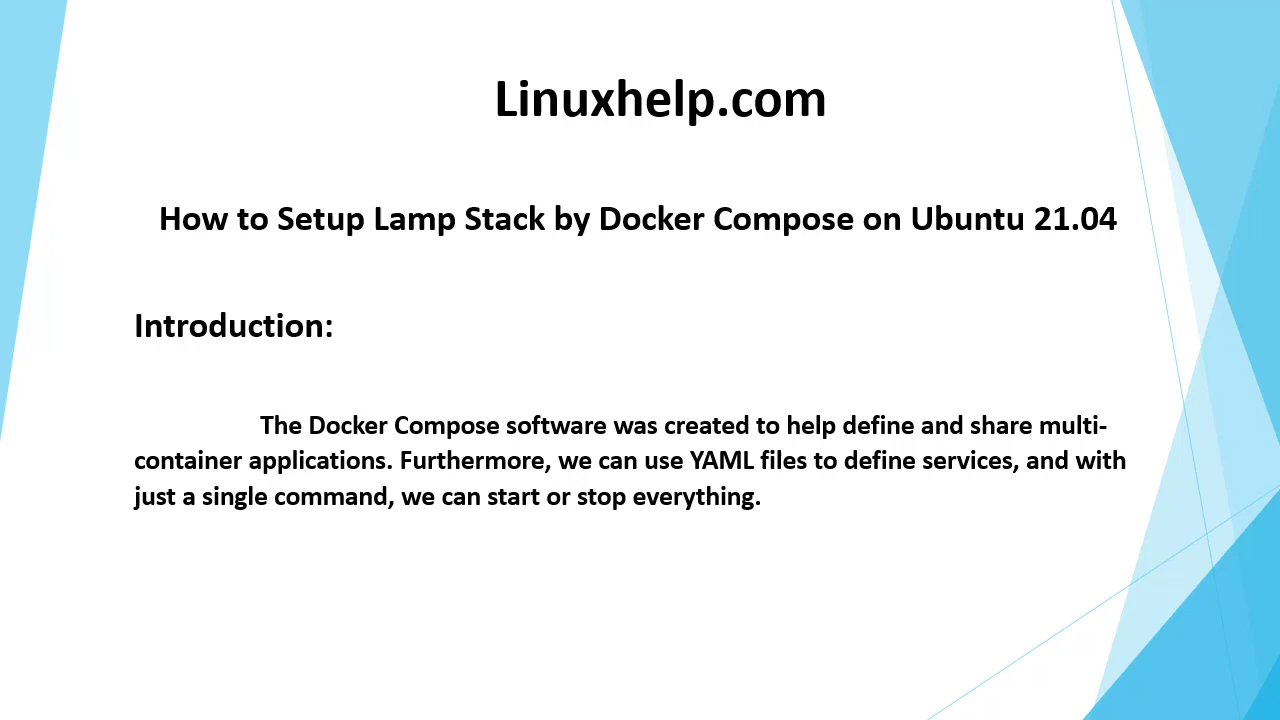 Linuxhelp.com
How to Setup Lamp Stack by Docker Compose on Ubuntu 21.04
Introduction:
The Docker Compose software was created to help define and share multi-
container applications. Furthermore, we can use YAML files to define services, and with
just a single command, we can start or stop everything.